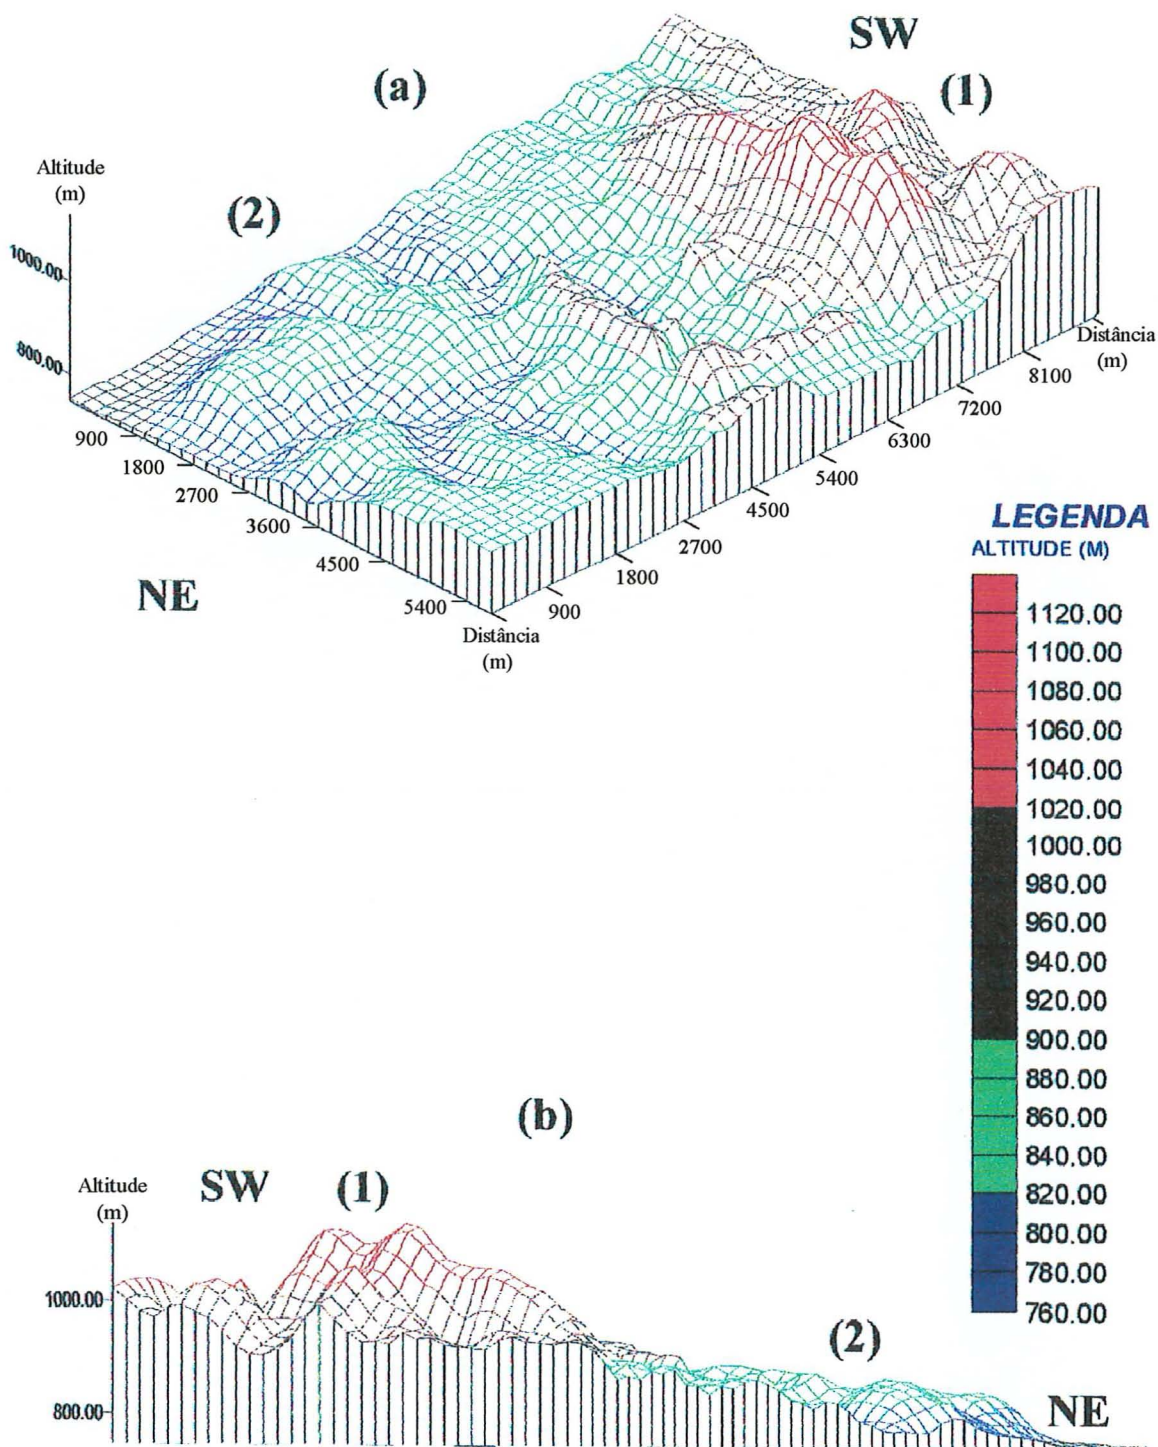 SW
(a)
(1)
Altitude
(m)
(2)
1000.00
800.00
Distância
(m)
8100
7200
6300
5400
4500
2700
1800
900
900
1800
2700
3600
4500
5400
NE
Distância
(m)
LEGENDA
ALTITUDE (M)
1120.00
1100.00
1080.00
1060.00
1040.00
1020.00
1000.00
980.00
960.00
940.00
920.00
900.00
880.00
860.00
840.00
820.00
800.00
780.00
760.00
(b)
Altitude
(m)
SW
(1)
1000.00
(2)
800.00
NE